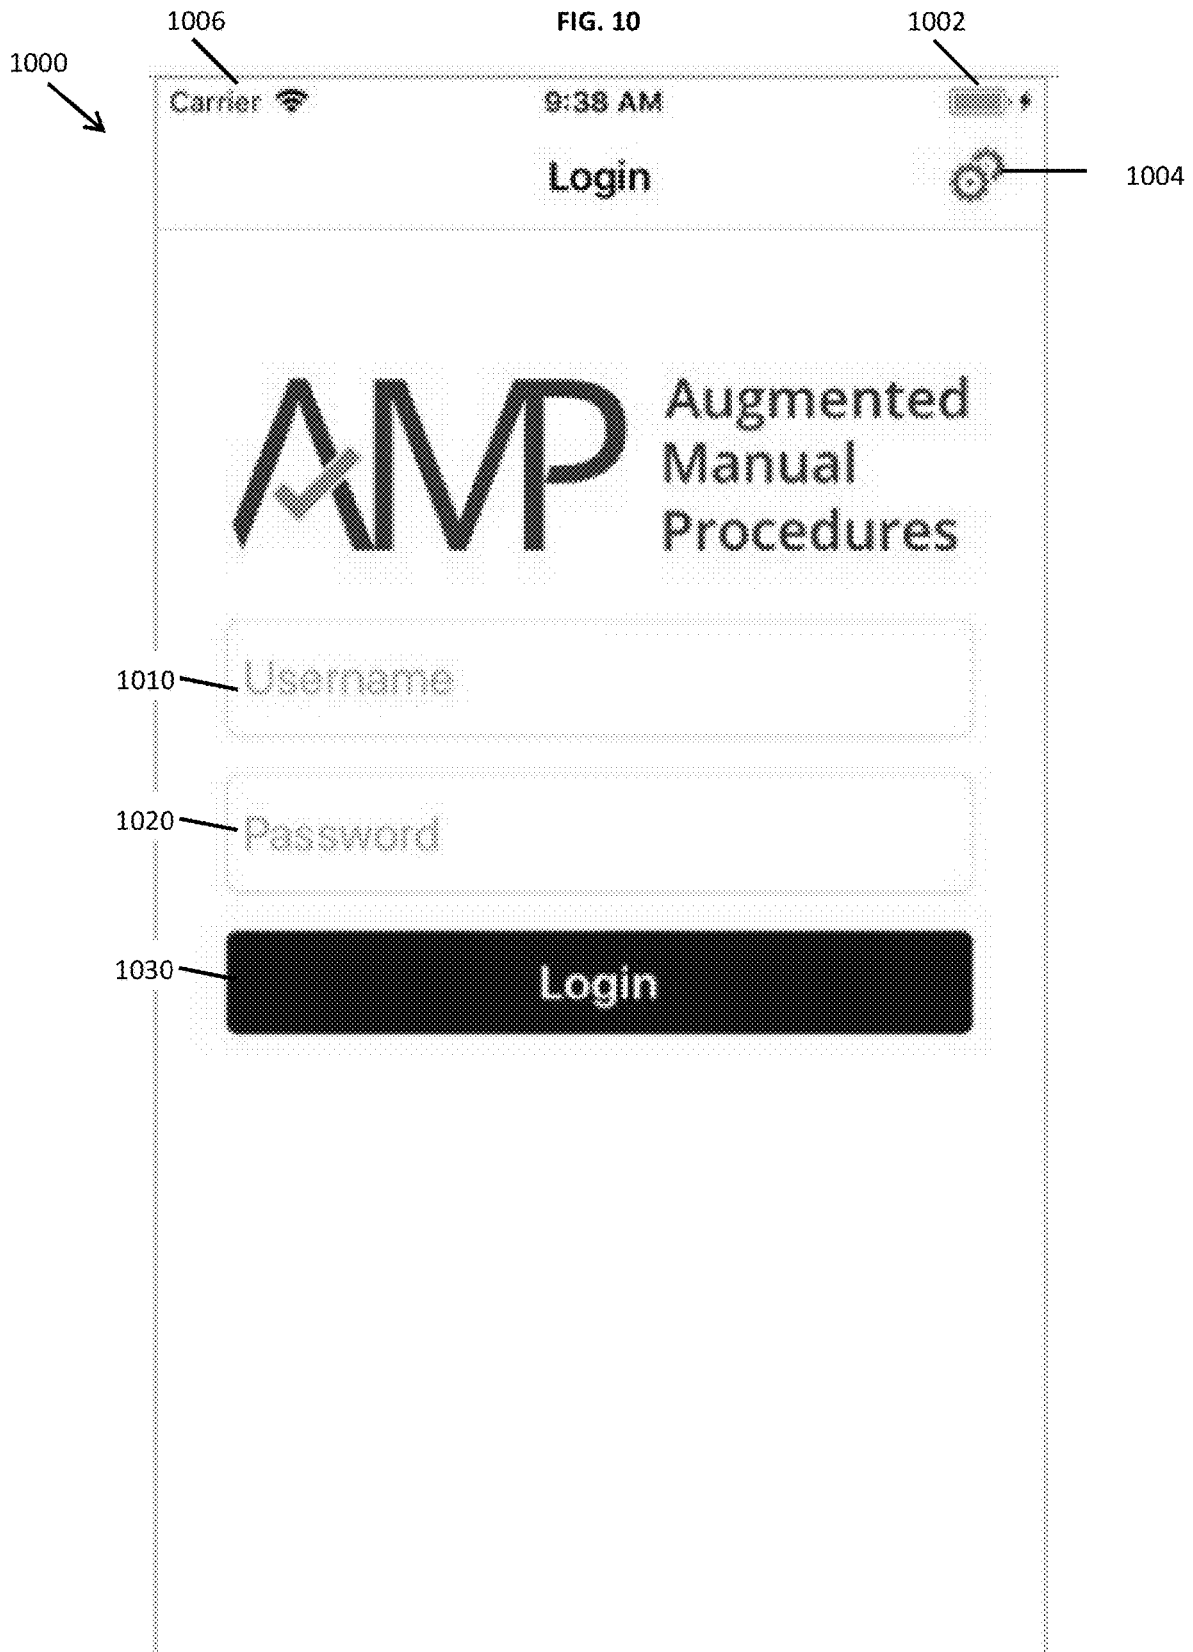 1006 FIG. 10 1002
1000
Carrier 9:38 AM
Login
1004
AMP
Augmented
Manual
Procedures
1010 Username
1020 Password
1030 Login